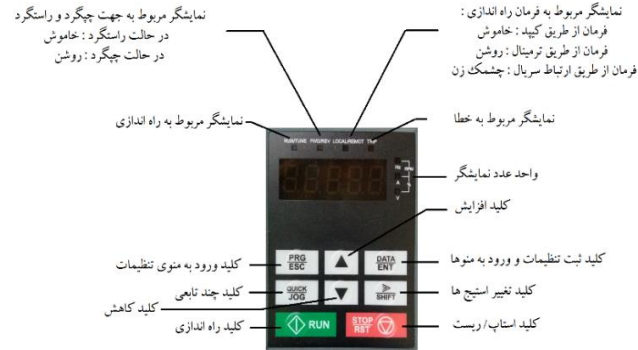 نمایشگر مربوط به جهت چپگرد و راستگرد
در حالت راستگرد : خاموش
در حالت چپگرد : روشن
نمایشگر مربوط به فرمان راه اندازی :
فرمان از طریق کیپد : خاموش
فرمان از طریق ترمینال : روشن
فرمان از طریق ارتباط سریال : چشمک زن
نمایشگر مربوط به راه اندازی
نمایشگر مربوط به خطا
RUN/TUNE FWD/REV LOCAL/REMOT TRIP
Hz
A
V
واحد عدد نمایشگر
کلید افزایش
PRG
ESC
DATA
ENT
کلید ورود به منوی تنظیمات
کلید ثبت تنظیمات و ورود به منوها
QUICK
JOG
SHIFT
کلید چند تابعی
کلید تغییر استیج ها
کلید کاهش
RUN
STOP
RST
کلید راه اندازی
کلید استاپ/ ریست